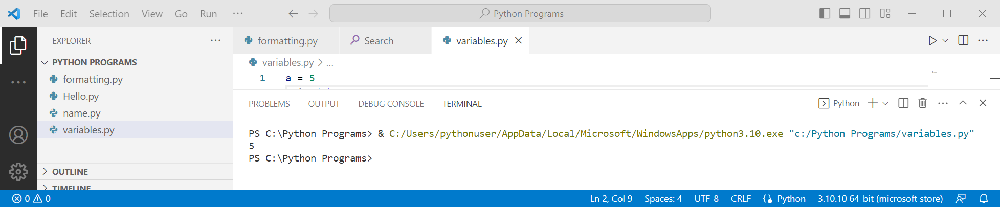 File Edit Selection View Go Run ··· Python Programs
EXPLORER ···
PYTHON PROGRAMS
formatting.py
Hello.py
name.py
variables.py
OUTLINE
TIMELINE
formatting.py Search variables.py
variables.py > ...
1 a = 5
PROBLEMS OUTPUT DEBUG CONSOLE TERMINAL Python
PS C:\Python Programs> & C:/Users/pythonuser/AppData/Local/Microsoft/WindowsApps/python3.10.exe "c:/Python Programs/variables.py"
5
PS C:\Python Programs>
0 0 Ln 2, Col 9 Spaces: 4 UTF-8 CRLF Python 3.10.10 64-bit (microsoft store)